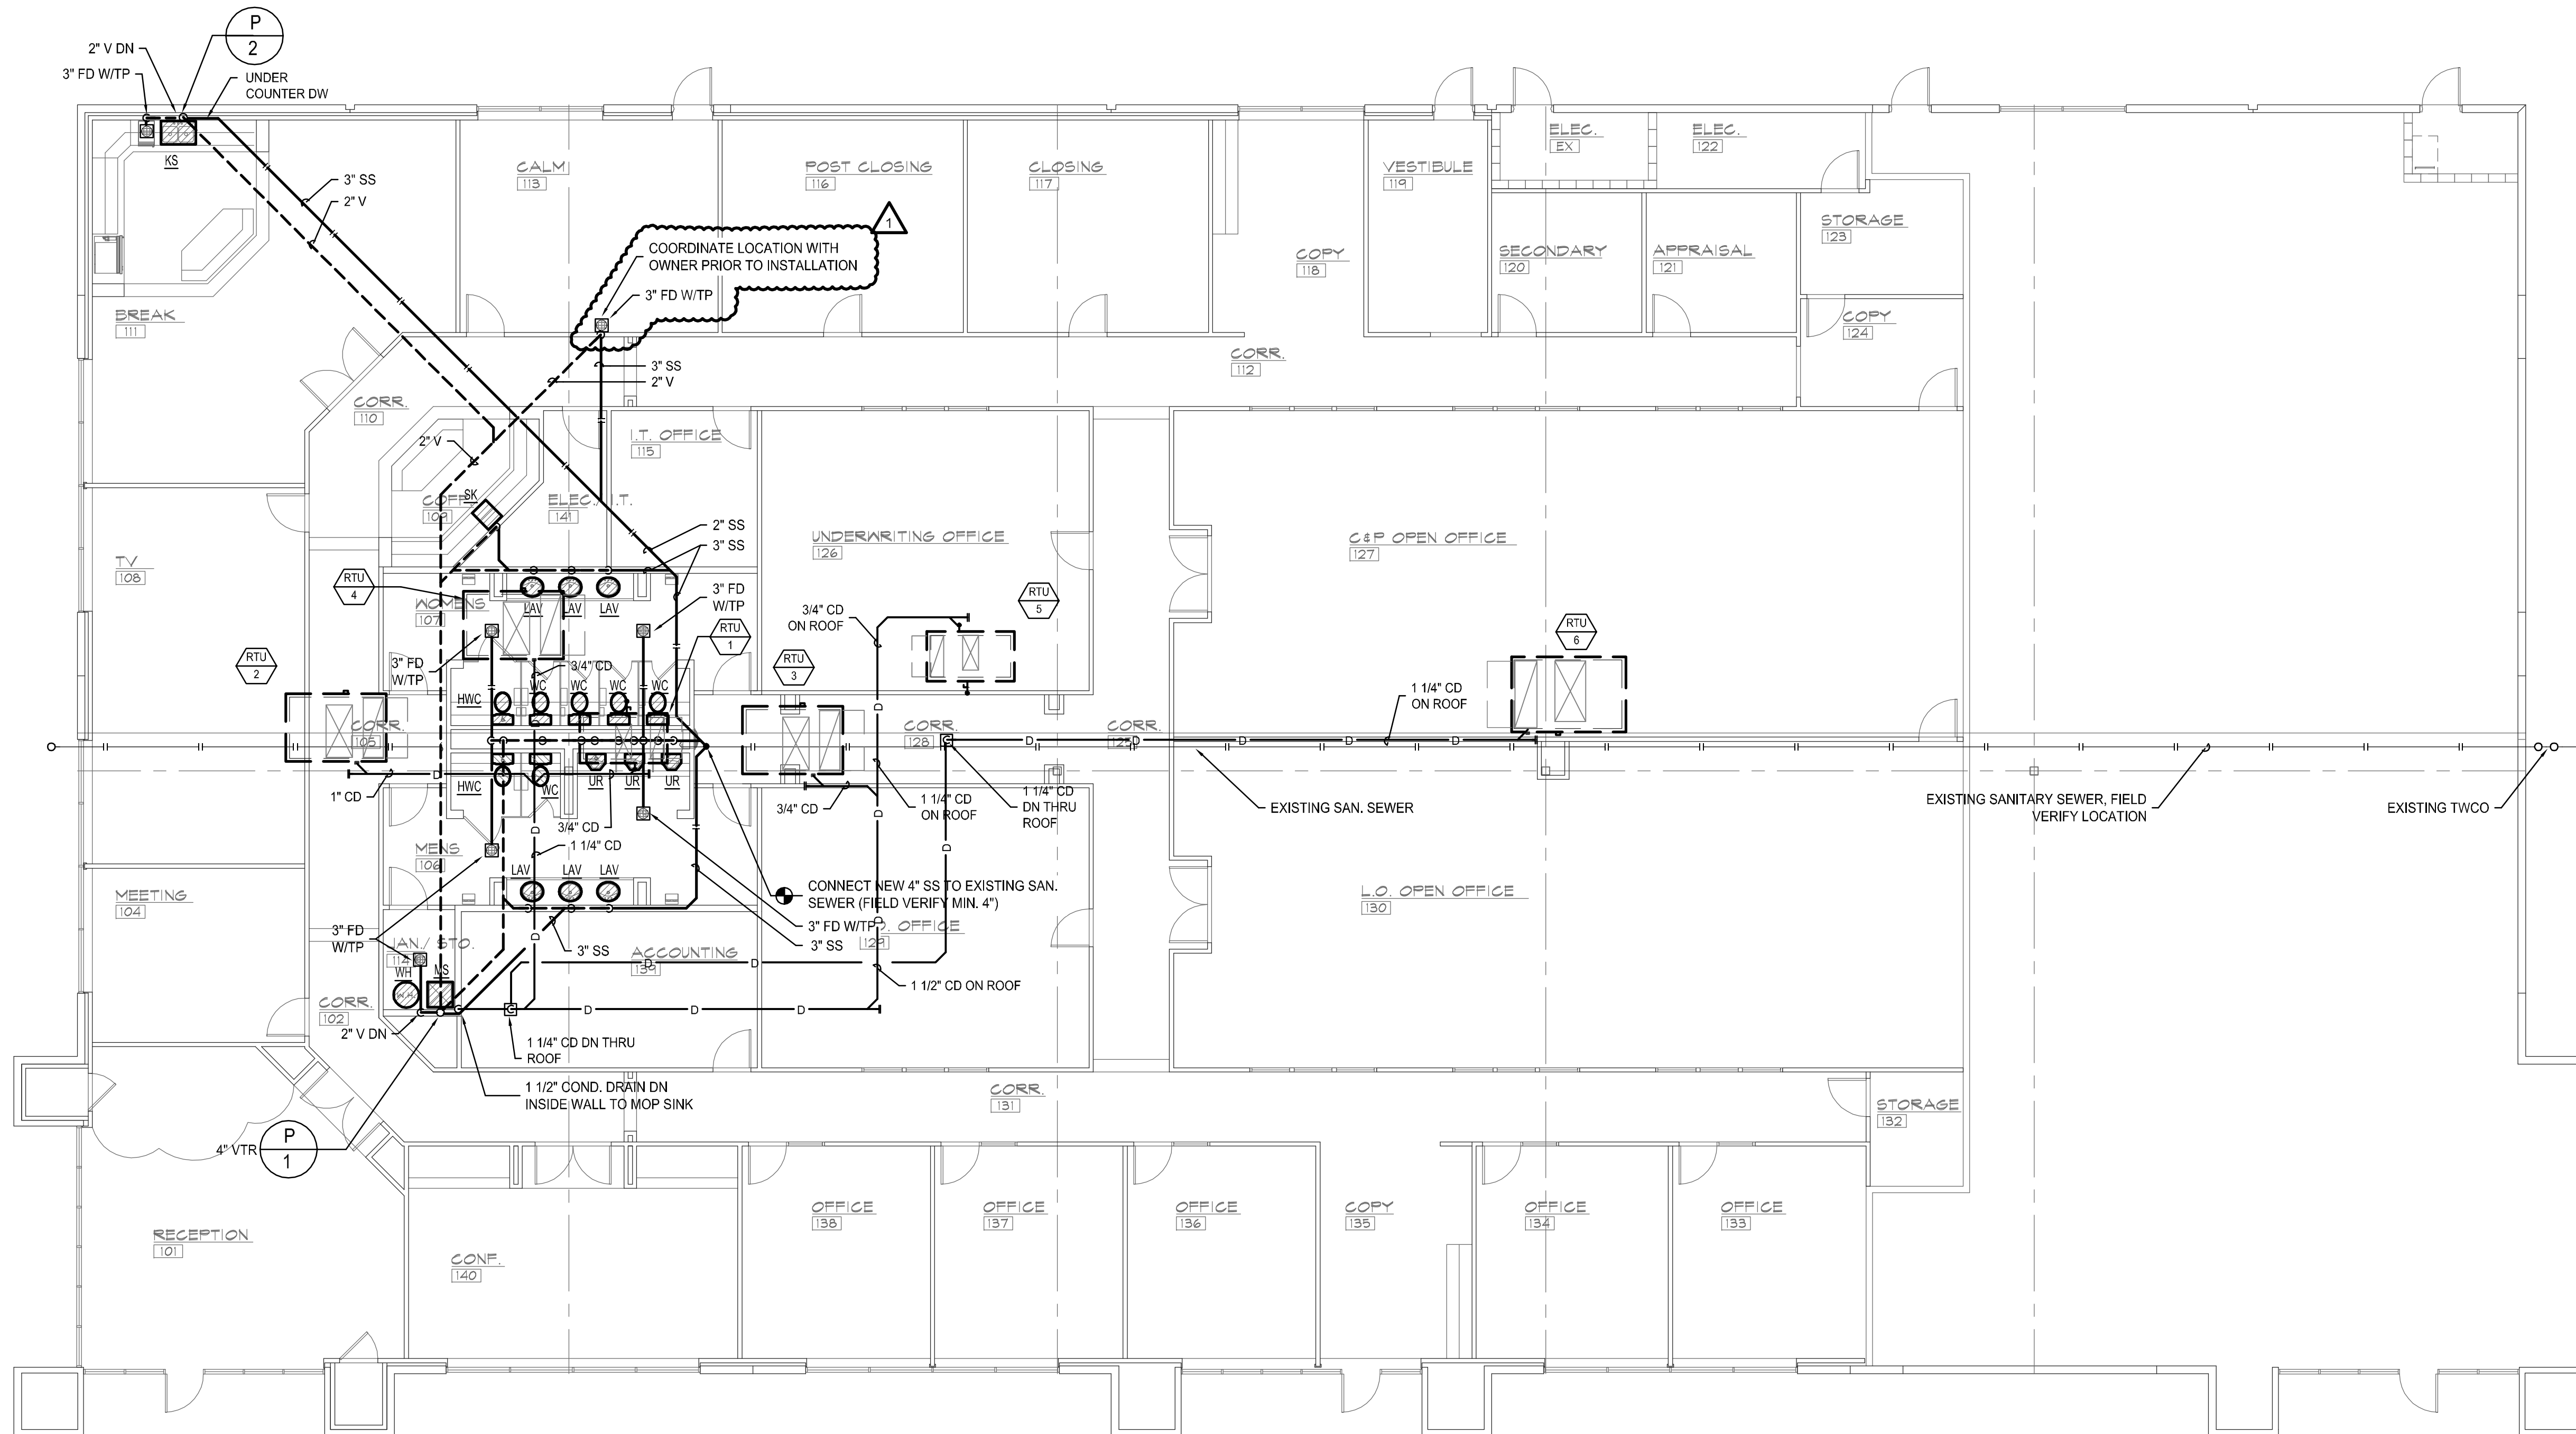 P
2
2" V DN
3" FD W/TP
UNDER
COUNTER DW
KS
3" SS
2" V
BREAK
111
CALM
113
POST CLOSING
116
CLOSING
117
VESTIBULE
119
ELEC.
EX
ELEC.
122
COPY
118
SECONDARY
120
APPRAISAL
121
STORAGE
123
COPY
124
1
COORDINATE LOCATION WITH
OWNER PRIOR TO INSTALLATION
3" FD W/TP
3" SS
2" V
CORR.
112
CORR.
110
2" V
SK
109
I.T. OFFICE
115
141
2" SS
3" SS
UNDERWRITING OFFICE
126
C&P OPEN OFFICE
127
TV
108
RTU
4
WOMENS
107
LAV
LAV
LAV
3" FD
W/TP
RTU
1
3/4" CD
ON ROOF
RTU
5
RTU
6
RTU
2
3" FD
W/TP
3/4" CD
RTU
3
HWC
WC
WC
WC
WC
1 1/4" CD
ON ROOF
CORR.
105
CORR.
128
CORR.
D
D
D
D
D
D
1" CD
HWC
WC
UR
UR
UR
D
D
3/4" CD
3/4" CD
1 1/4" CD
ON ROOF
1 1/4" CD
DN THRU
ROOF
EXISTING SAN. SEWER
EXISTING SANITARY SEWER, FIELD
VERIFY LOCATION
EXISTING TWCO
MENS
106
1 1/4" CD
D
D
D
LAV
LAV
LAV
CONNECT NEW 4" SS TO EXISTING SAN.
SEWER (FIELD VERIFY MIN. 4")
L.O. OPEN OFFICE
130
MEETING
104
3" FD W/TP
OFFICE
129
3" SS
3" FD
W/TP
JAN./ STO.
114
WH
MS
W.H.
3" SS
ACCOUNTING
139
D
D
D
D
1 1/2" CD ON ROOF
D
D
D
CORR.
102
2" V DN
1 1/4" CD DN THRU
ROOF
1 1/2" COND. DRAIN DN
INSIDE WALL TO MOP SINK
CORR.
131
STORAGE
132
4" VTR
P
1
RECEPTION
101
CONF.
140
OFFICE
138
OFFICE
137
OFFICE
136
COPY
135
OFFICE
134
OFFICE
133